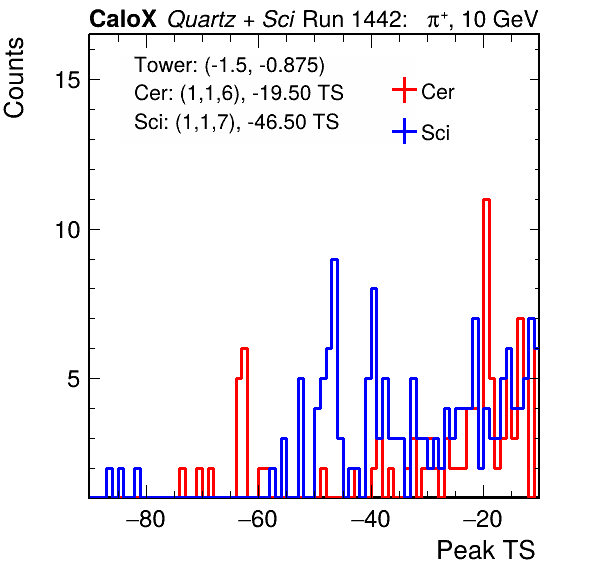 CaloX Quartz + Sci Run 1442: π+, 10 GeV
Counts
Tower: (-1.5, -0.875)
Cer: (1,1,6), -19.50 TS
Sci: (1,1,7), -46.50 TS
Cer
Sci
15
10
5
−80 −60 −40 −20
Peak TS